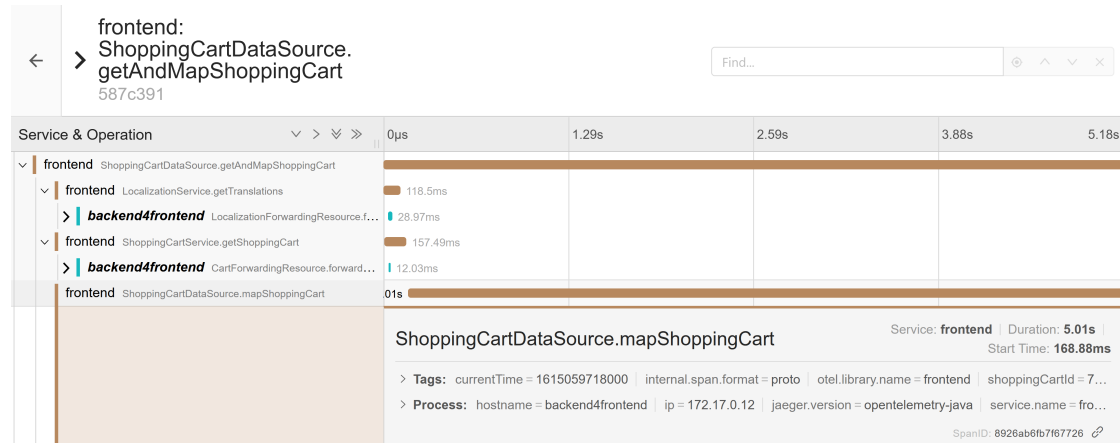 frontend:
ShoppingCartDataSource.
getAndMapShoppingCart
587c391
Find...
Service & Operation 0μs 1.29s 2.59s 3.88s 5.18s
frontend ShoppingCartDataSource.getAndMapShoppingCart
frontend LocalizationService.getTranslations 118.5ms
backend4frontend LocalizationForwardingResource.f... 28.97ms
frontend ShoppingCartService.getShoppingCart 157.49ms
backend4frontend CartForwardingResource.forward... 12.03ms
frontend ShoppingCartDataSource.mapShoppingCart .01s
ShoppingCartDataSource.mapShoppingCart
Service: frontend Duration: 5.01s
Start Time: 168.88ms
Tags: currentTime = 1615059718000 internal.span.format = proto otel.library.name = frontend shoppingCartId = 7...
Process: hostname = backend4frontend ip = 172.17.0.12 jaeger.version = opentelemetry-java service.name = fro...
SpanID: 8926ab6fb7f67726